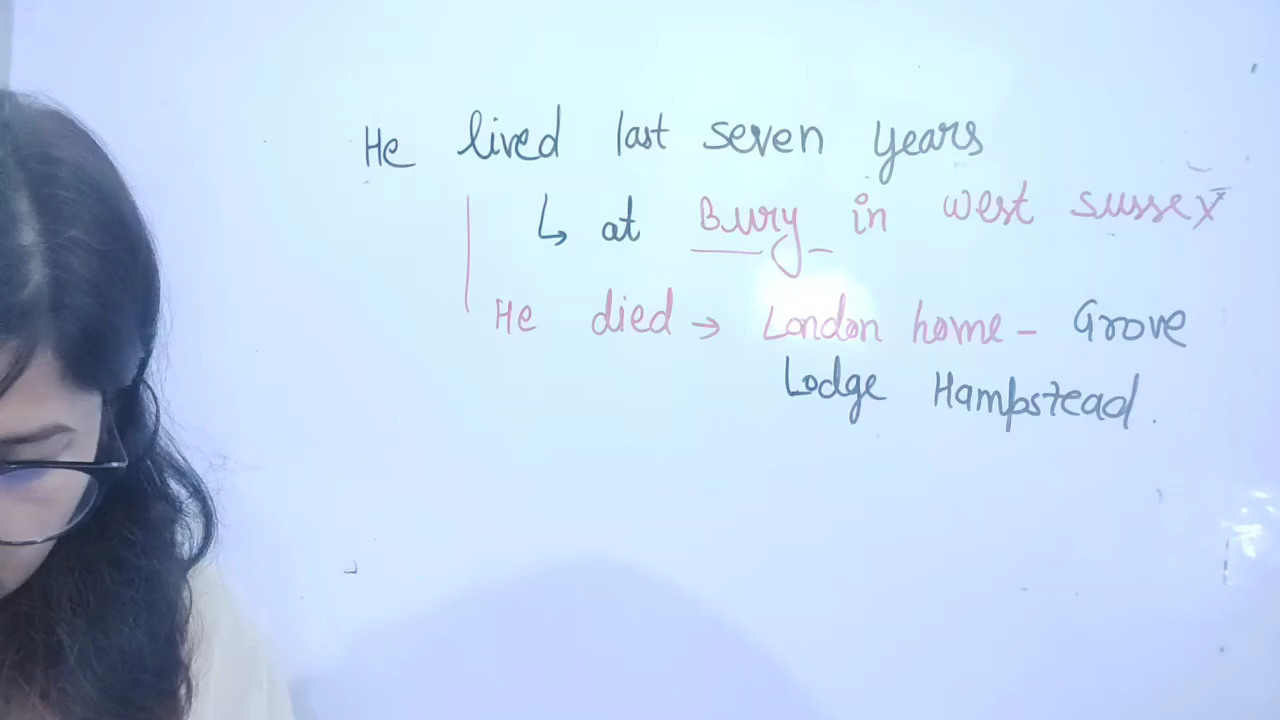 He lived last seven years
↳ at Bury in west sussex
He died → London home - Grove
Lodge Hampstead.